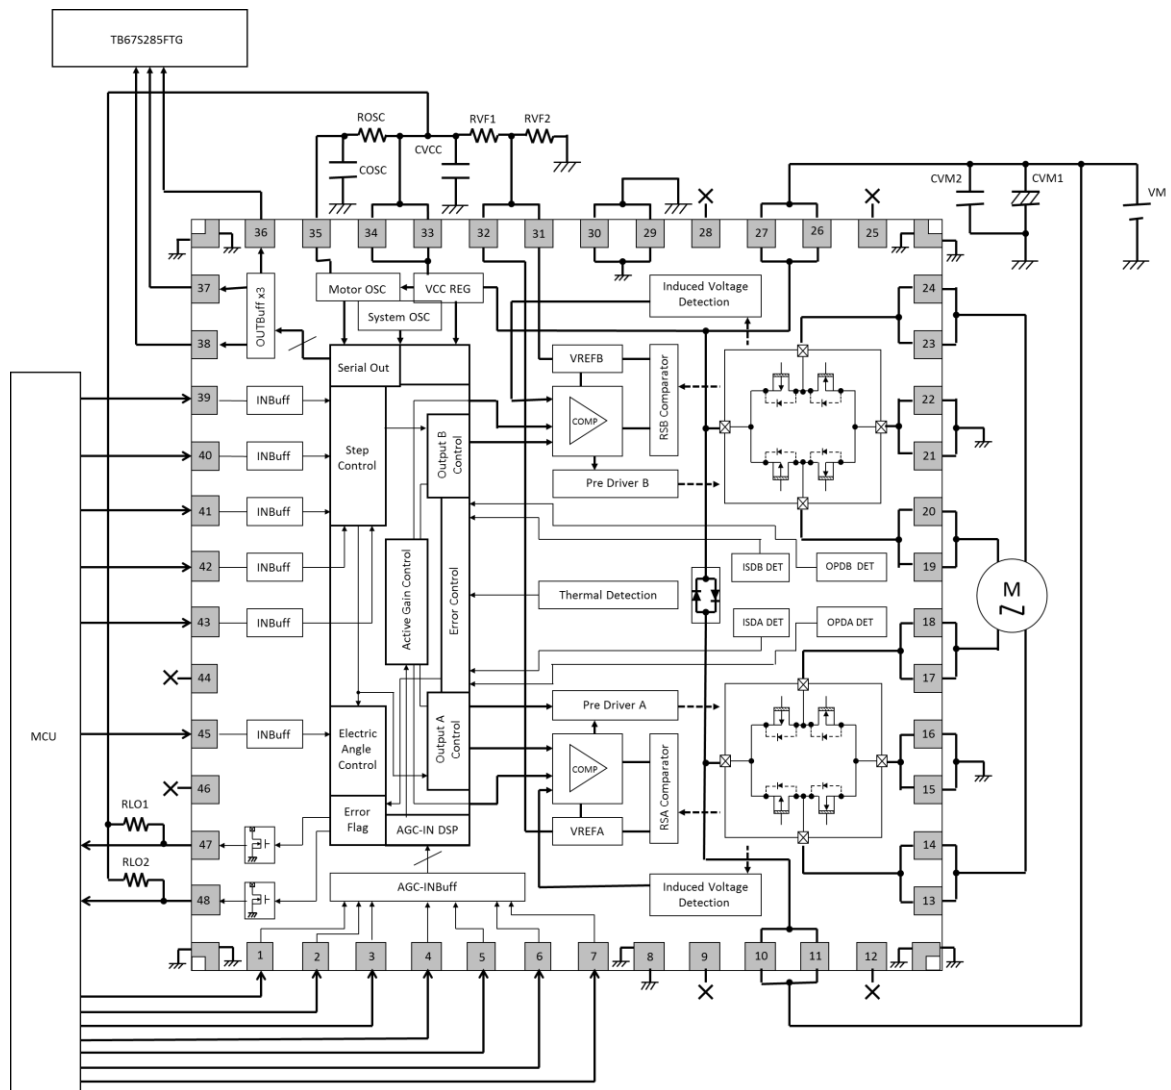 TB67S285FTG
ROSC
RVF1
RVF2
CVCC
COSC
CVM2
CVM1
VM
36
35
34
33
32
31
30
29
28
27
26
25
37
38
OUTBuff x3
Motor OSC
VCC REG
System OSC
Induced Voltage
Detection
24
23
Serial Out
VREFB
RSB Comparator
COMP
39
INBuff
Step
Control
Output B
Control
22
40
INBuff
21
Pre Driver B
41
INBuff
20
42
INBuff
Active Gain Control
Error Control
Thermal Detection
ISDB DET
OPDB DET
19
M
43
INBuff
ISDA DET
OPDA DET
18
44
17
MCU
45
INBuff
Electric
Angle
Control
Output A
Control
Pre Driver A
COMP
RSA Comparator
16
46
15
RLO1
Error
Flag
AGC-IN DSP
VREFA
47
14
RLO2
48
AGC-INBuff
Induced Voltage
Detection
13
1
2
3
4
5
6
7
8
9
10
11
12